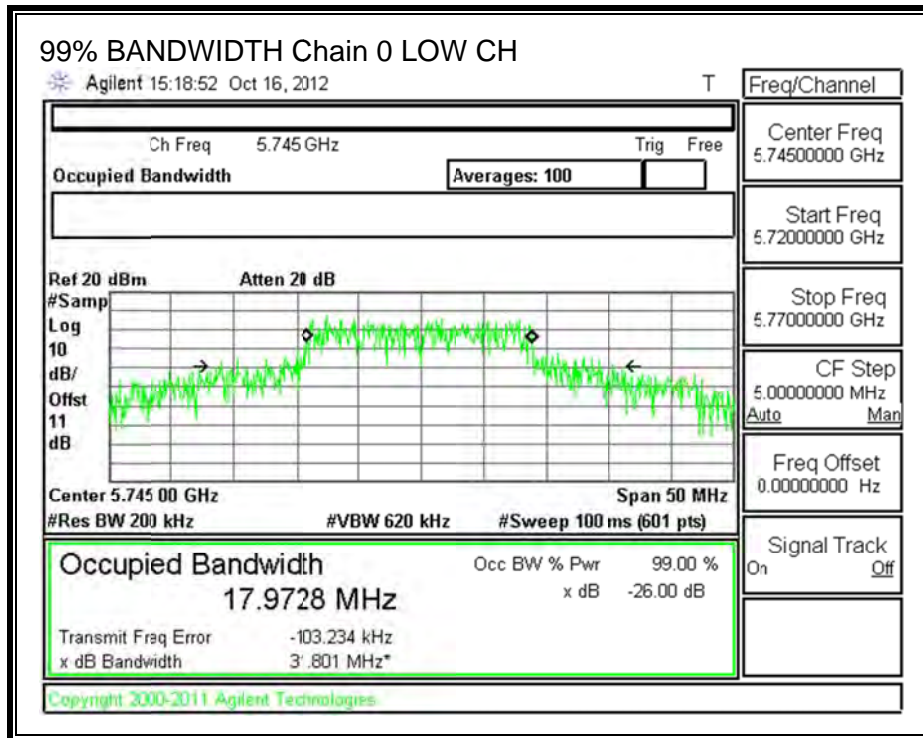 99% BANDWIDTH Chain 0 LOW CH
Agilent 15:18:52 Oct 16, 2012 T
Ch Freq 5.745 GHz Trig Free
Occupied Bandwidth Averages: 100
Ref 20 dBm Atten 20 dB
#Samp
Log
10
dB/
Offst
11
dB
Center 5.745 00 GHz Span 50 MHz
#Res BW 200 kHz #VBW 620 kHz #Sweep 100 ms (601 pts)
Occupied Bandwidth Occ BW % Pwr 99.00 %
17.9728 MHz x dB -26.00 dB
Transmit Freq Error -103.234 kHz
x dB Bandwidth MHz*
Copyright 2000-2011 Agilent Technologies
Freq/Channel
Center Freq
5.74500000 GHz
Start Freq
5.72000000 GHz
Stop Freq
5.77000000 GHz
CF Step
5.00000000 MHz
Auto Man
Freq Offset
0.00000000 Hz
Signal Track
On Off